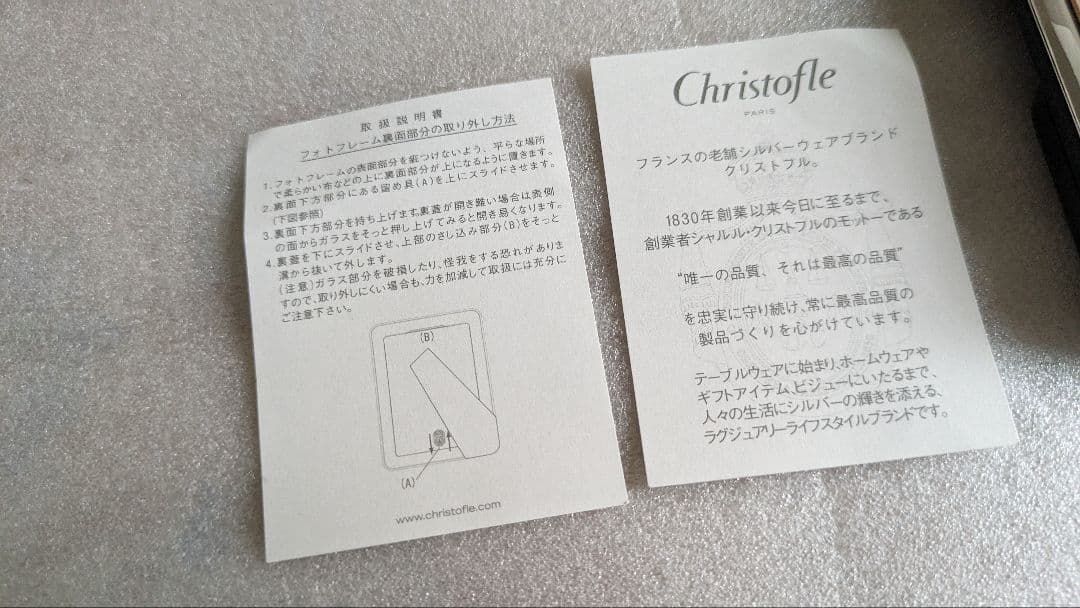 取扱説明書
フォトフレーム裏面部分の取り外し方法
1.フォトフレームの表面部分を疵つけないよう、平らな場所
で柔らかい布などの上に裏面部分が上になるように置きます。
2.裏面下方部分にある留め具(A)を上にスライドさせます。
(下図参照)
3.裏面下方部分を持ち上げます。裏蓋が開き難い場合は表側
の面からガラスをそっと押し上げてみると開き易くなります。
4.裏蓋を下にスライドさせ、上部のさし込み部分(B)をそっと
溝から抜いて外します。
(注意)ガラス部分を破損したり、怪我をする恐れがありま
すので、取り外しにくい場合も、力を加減して取扱には充分に
ご注意下さい。
(B)
(A)
www.christofle.com
Christofle
PARIS
フランスの老舗シルバーウェアブランド
クリストフル。
1830年創業以来今日に至るまで、
創業者シャルル・クリストフルのモットーである
“唯一の品質、それは最高の品質”
を忠実に守り続け、常に最高品質の
製品づくりを心がけています。
テーブルウェアに始まり、ホームウェアや
ギフトアイテム、ビジューにいたるまで、
人々の生活にシルバーの輝きを添える、
ラグジュアリーライフスタイルブランドです。